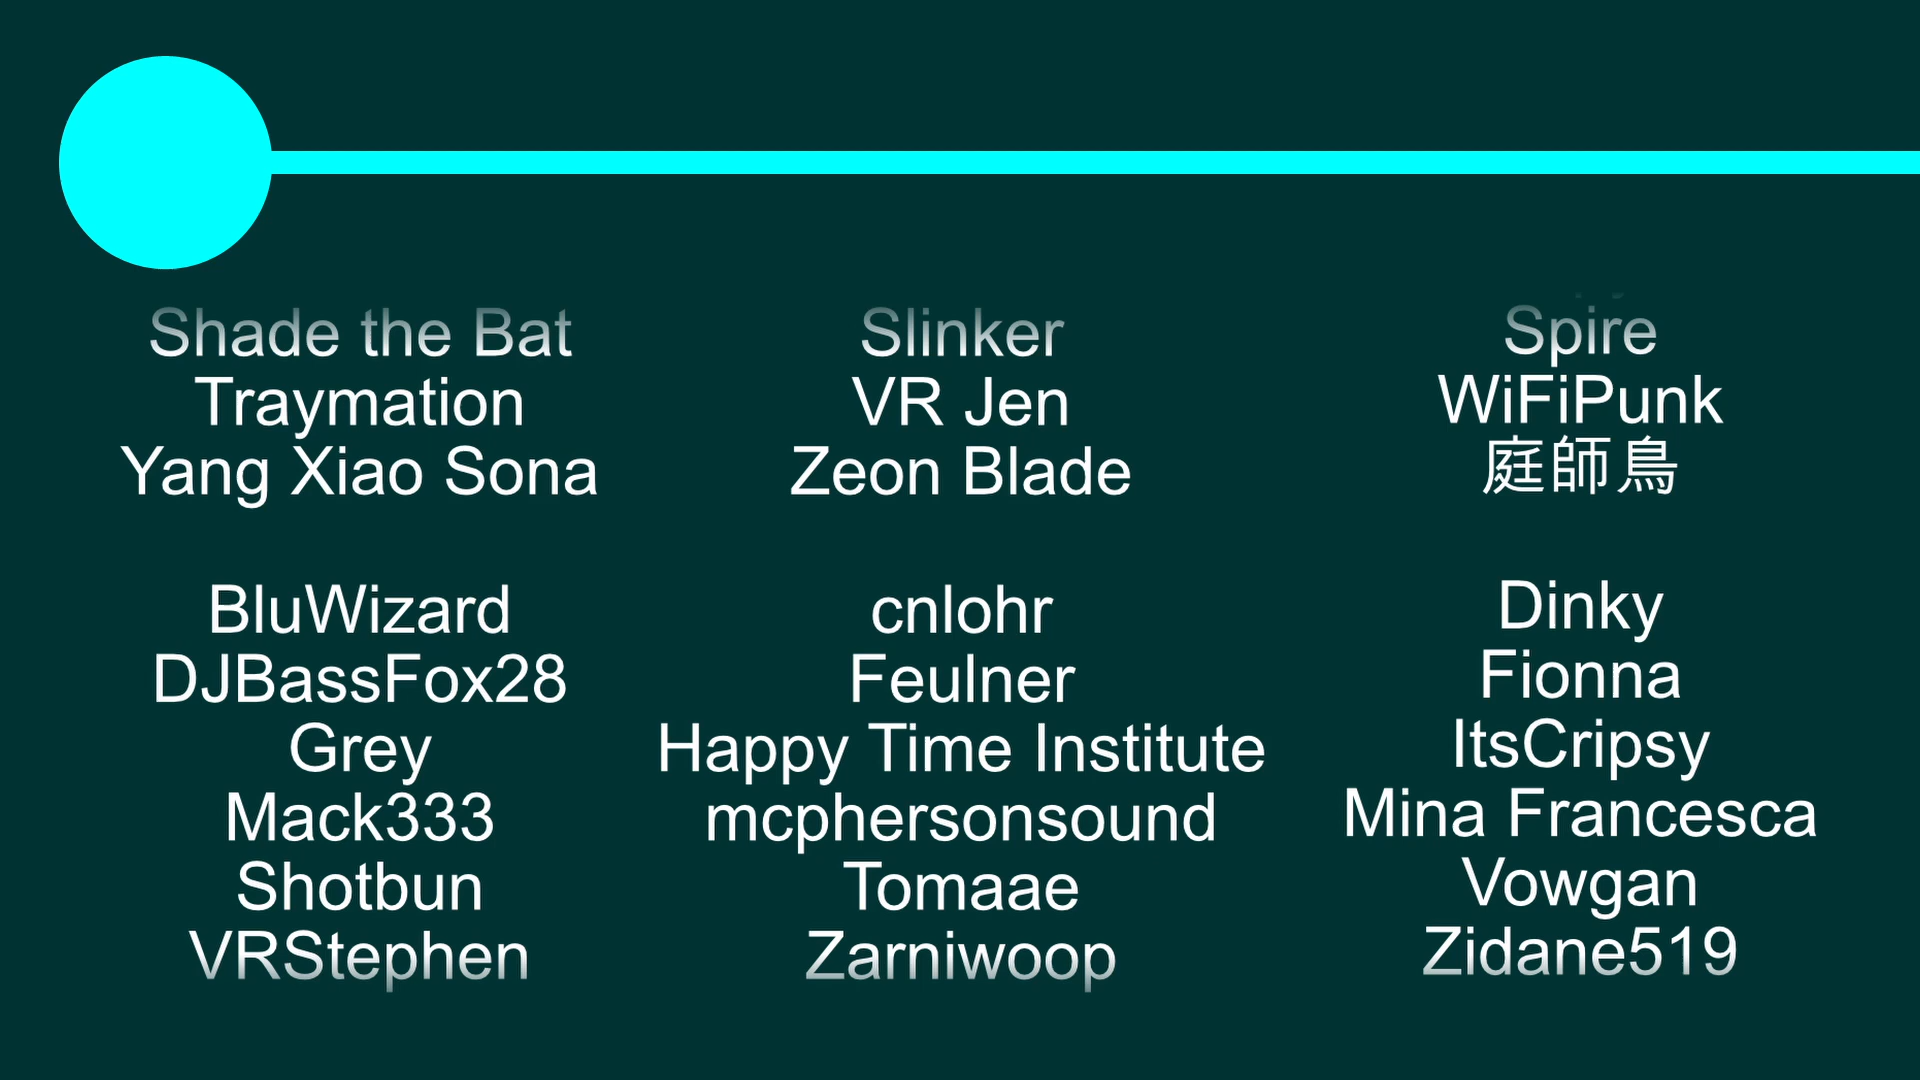 Shade the Bat Slinker Spire
Traymation VR Jen WiFiPunk
Yang Xiao Sona Zeon Blade 庭師鳥
BluWizard cnlohr Dinky
DJBassFox28 Feulner Fionna
Grey Happy Time Institute ItsCripsy
Mack333 mcphersonsound Mina Francesca
Shotbun Tomaae Vowgan
VRStephen Zarniwoop Zidane519